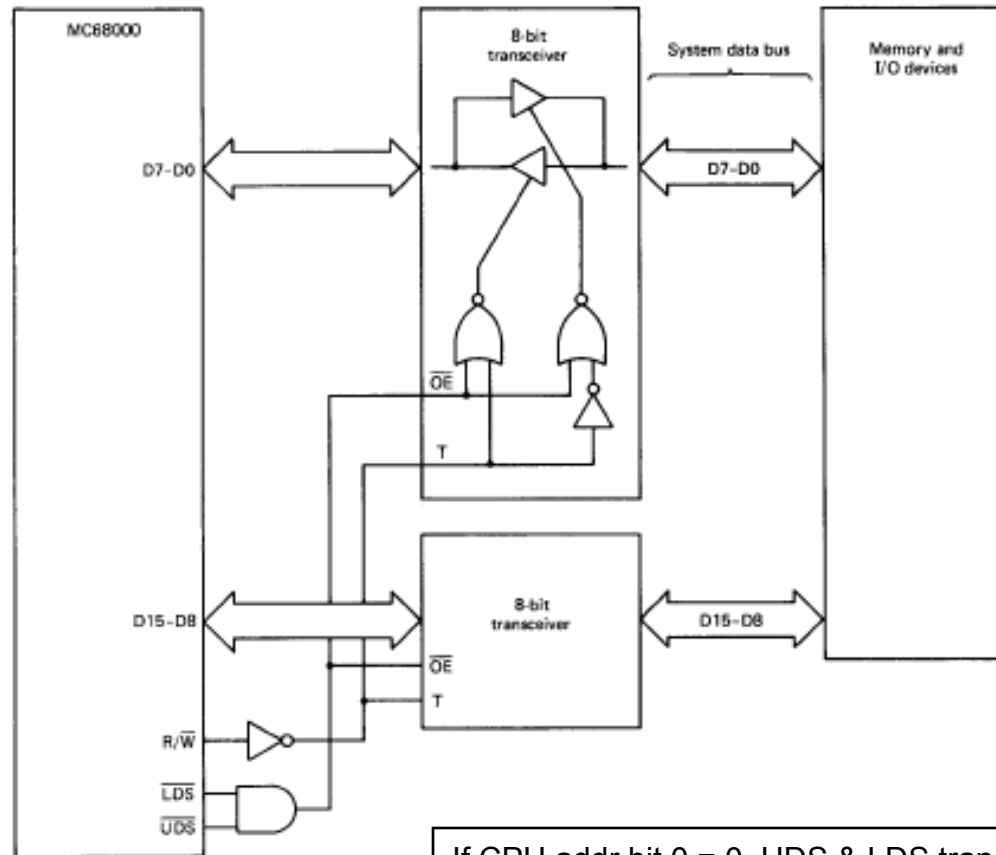 MC68000
8-bit
transceiver
System data bus
Memory and
I/O devices
D7-D0
D7-D0
OE
T
D15-D8
8-bit
transceiver
D15-D8
OE
T
R/W
LDS
UDS
If CPU addr bit 0 = 0, UDS & LDS